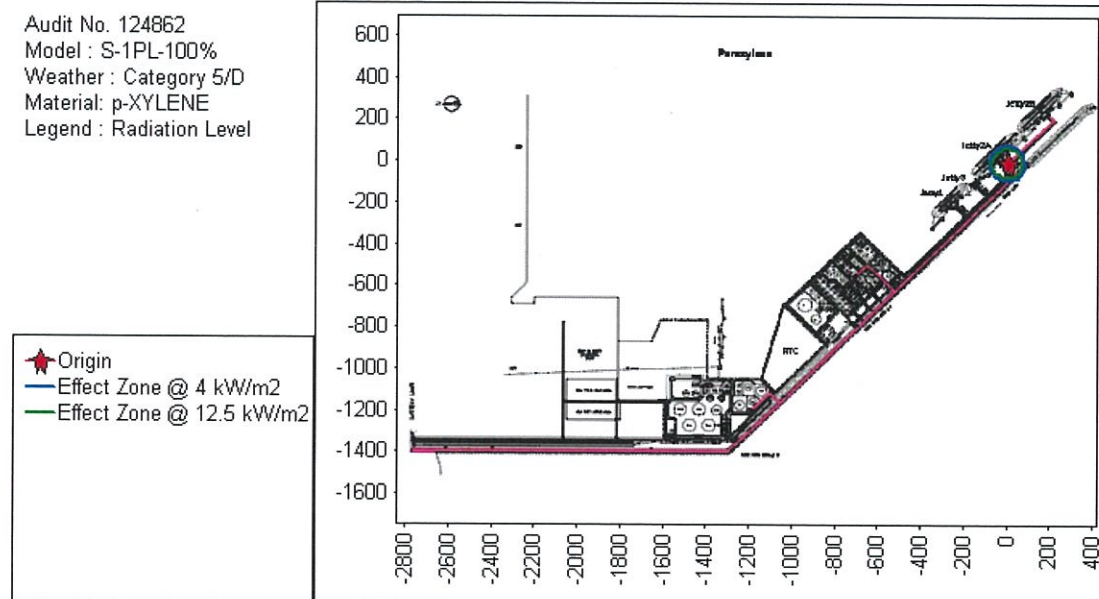 Audit No. 124862
Model : S-1PL-100%
Weather : Category 5/D
Material: p-XYLENE
Legend : Radiation Level
Origin
Effect Zone @ 4 kW/m2
Effect Zone @ 12.5 kW/m2
600
400
200
0
-200
-400
-600
-800
-1000
-1200
-1400
-1600
Jetty2A
RTC
-2800
-2600
-2400
-2200
-2000
-1800
-1600
-1400
-1200
-1000
-800
-600
-400
-200
0
200
400